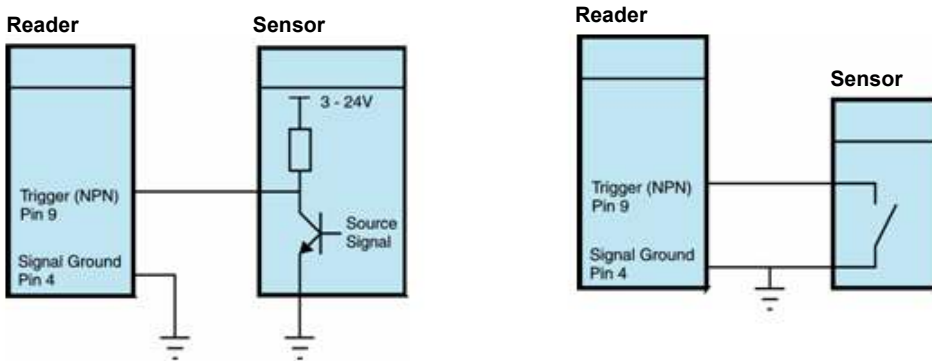 Reader
Sensor
3 - 24V
Trigger (NPN)
Pin 9
Source
Signal
Signal Ground
Pin 4
Reader
Sensor
Trigger (NPN)
Pin 9
Signal Ground
Pin 4